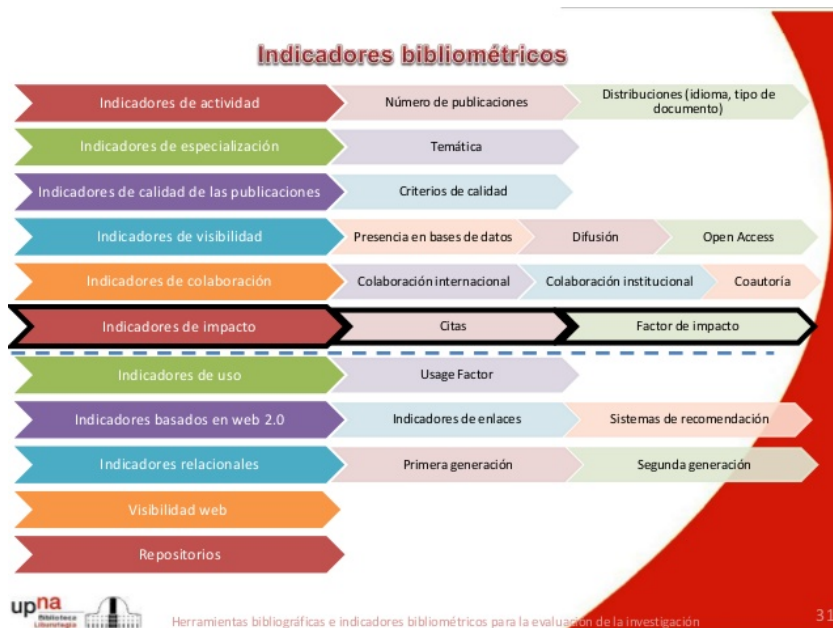 Indicadores bibliométricos
Indicadores de actividad
Número de publicaciones
Distribuciones (idioma, tipo de
documento)
Indicadores de especialización
Temática
Indicadores de calidad de las publicaciones
Criterios de calidad
Indicadores de visibilidad
Presencia en bases de datos
Difusión
Open Access
Indicadores de colaboración
Colaboración internacional
Colaboración institucional
Coautoría
Indicadores de impacto
Citas
Factor de impacto
Indicadores de uso
Usage Factor
Indicadores basados en web 2.0
Indicadores de enlaces
Sistemas de recomendación
Indicadores relacionales
Primera generación
Segunda generación
Visibilidad web
Repositorios
upna
Biblioteca
Liburutegia
Herramientas bibliográficas e indicadores bibliométricos para la evaluación de la investigación
31